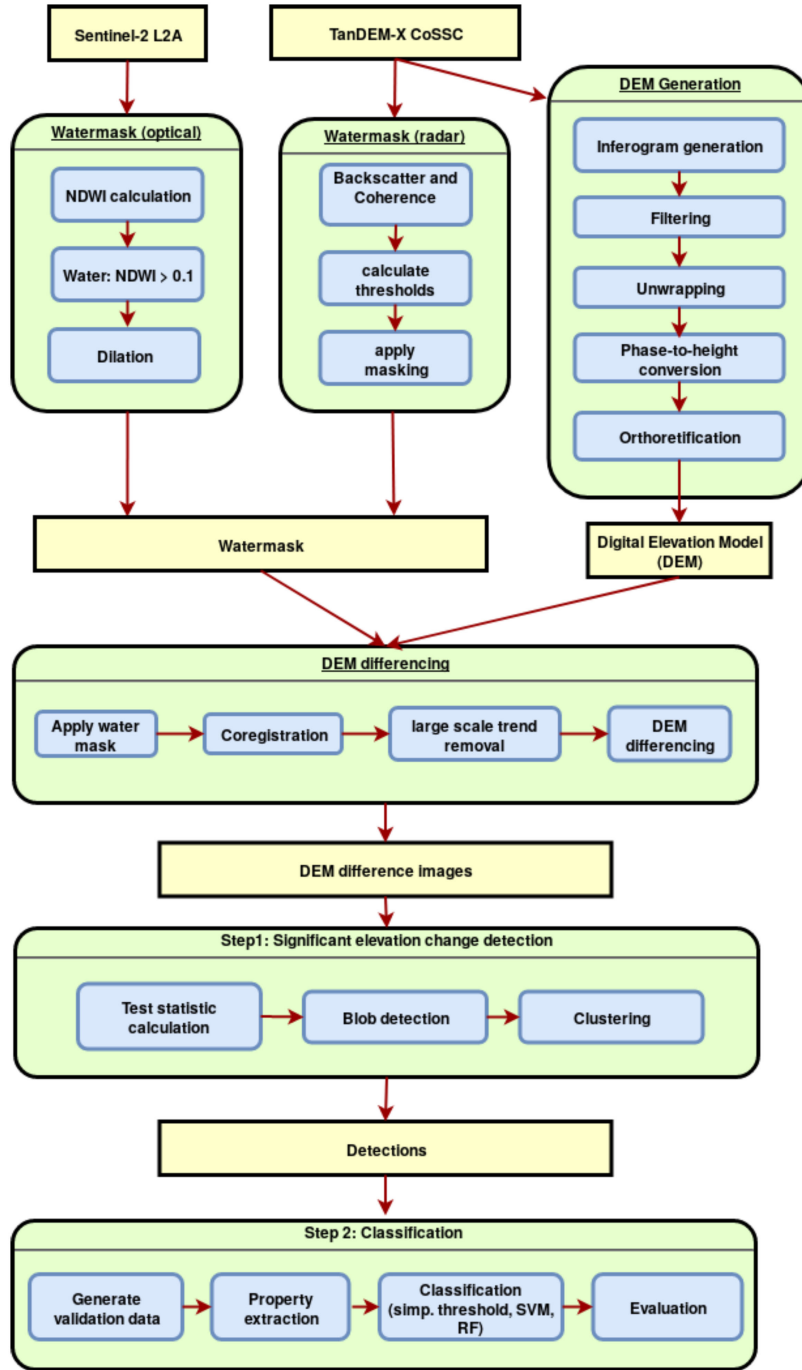 Sentinel-2 L2A
TanDEM-X CoSSC
Watermask (optical)
NDWI calculation
Water: NDWI > 0.1
Dilation
Watermask (radar)
Backscatter and
Coherence
calculate
thresholds
apply
masking
DEM Generation
Inferogram generation
Filtering
Unwrapping
Phase-to-height
conversion
Orthoretification
Watermask
Digital Elevation Model
(DEM)
DEM differencing
Apply water
mask
Coregistration
large scale trend
removal
DEM
differencing
DEM difference images
Step1: Significant elevation change detection
Test statistic
calculation
Blob detection
Clustering
Detections
Step 2: Classification
Generate
validation data
Property
extraction
Classification
(simp. threshold, SVM,
RF)
Evaluation